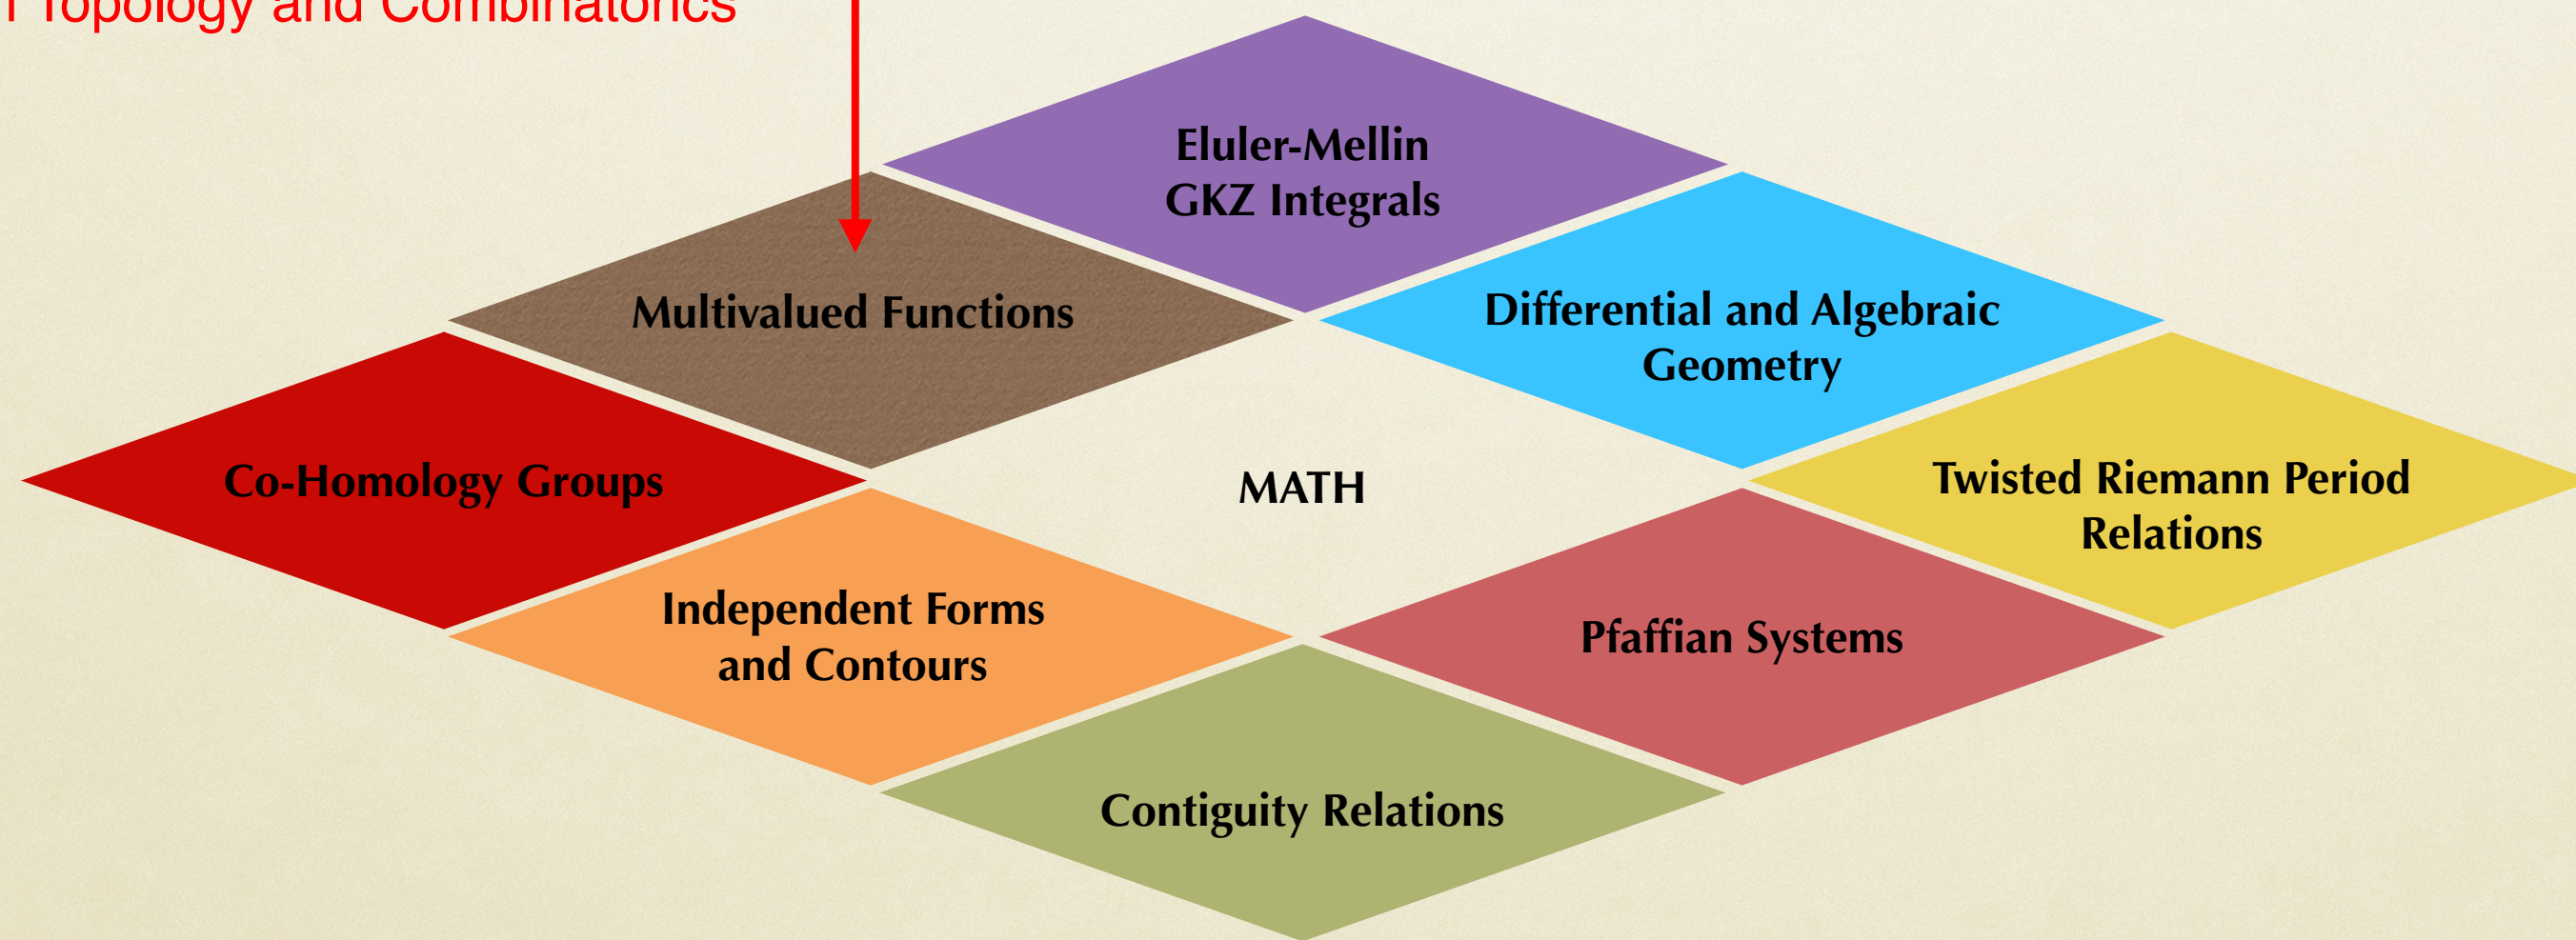 Topology and Combinatorics
Eluler-Mellin
GKZ Integrals
Multivalued Functions
Differential and Algebraic
Geometry
Co-Homology Groups
MATH
Twisted Riemann Period
Relations
Independent Forms
and Contours
Pfaffian Systems
Contiguity Relations